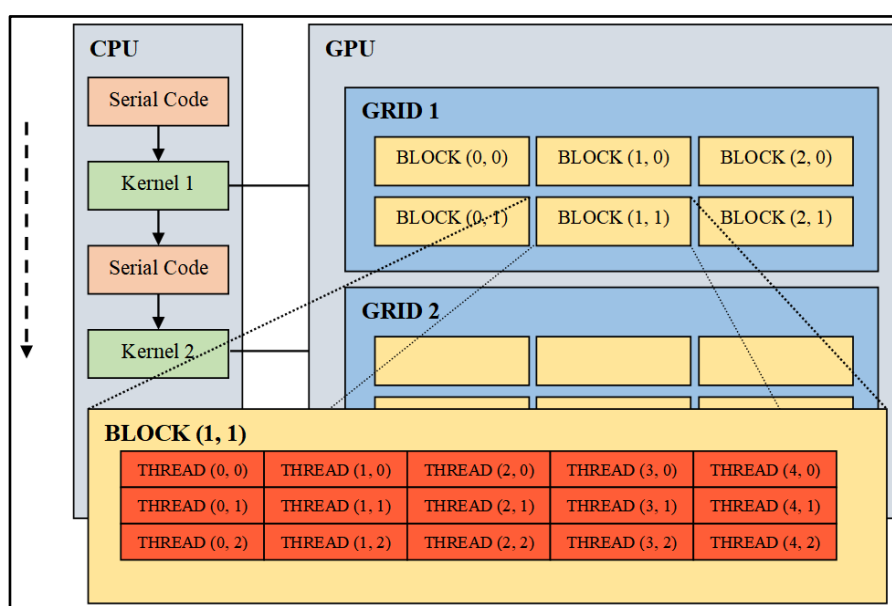 CPU
GPU
Serial Code
GRID 1
BLOCK (0, 0) BLOCK (1, 0) BLOCK (2, 0)
Kernel 1
BLOCK (0, 1) BLOCK (1, 1) BLOCK (2, 1)
Serial Code
GRID 2
Kernel 2
BLOCK (1, 1)
THREAD (0, 0) THREAD (1, 0) THREAD (2, 0) THREAD (3, 0) THREAD (4, 0)
THREAD (0, 1) THREAD (1, 1) THREAD (2, 1) THREAD (3, 1) THREAD (4, 1)
THREAD (0, 2) THREAD (1, 2) THREAD (2, 2) THREAD (3, 2) THREAD (4, 2)